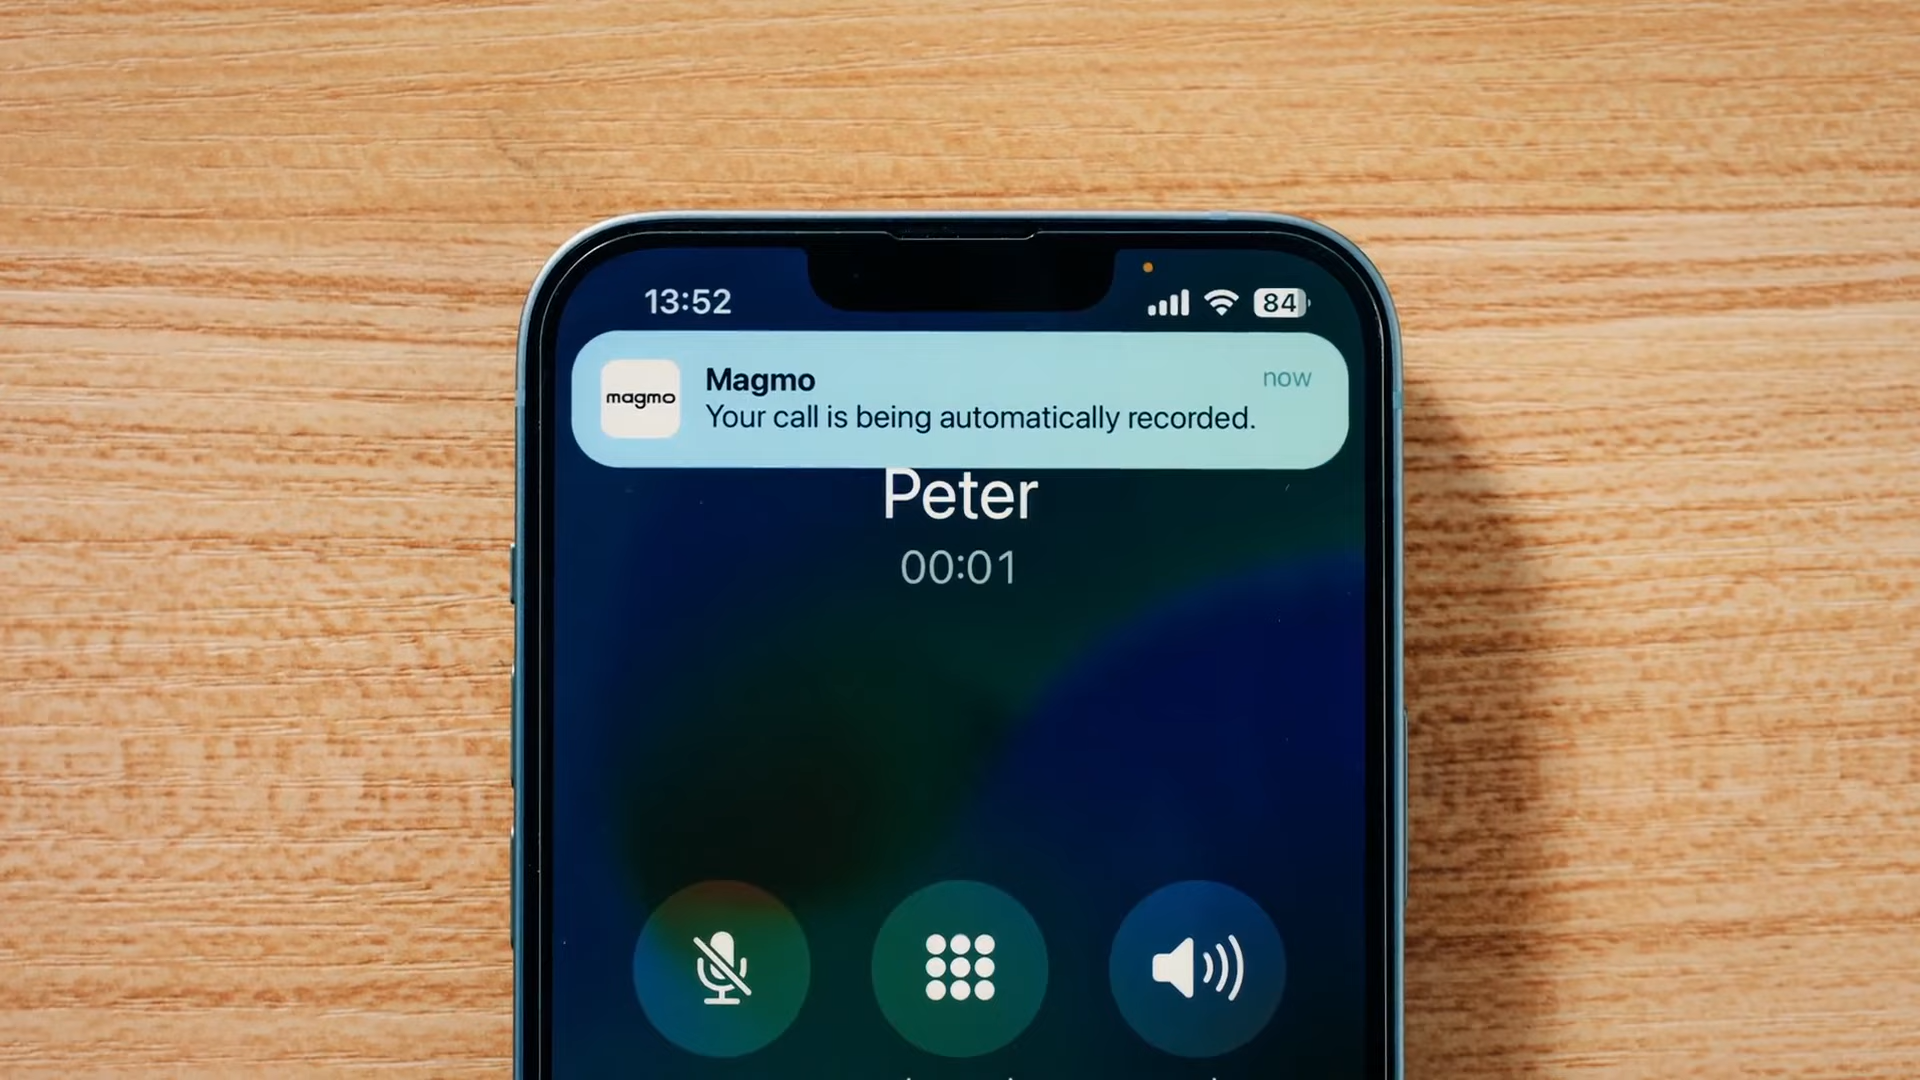 13:52
84
magmo
Magmo
now
Your call is being automatically recorded.
Peter
00:01